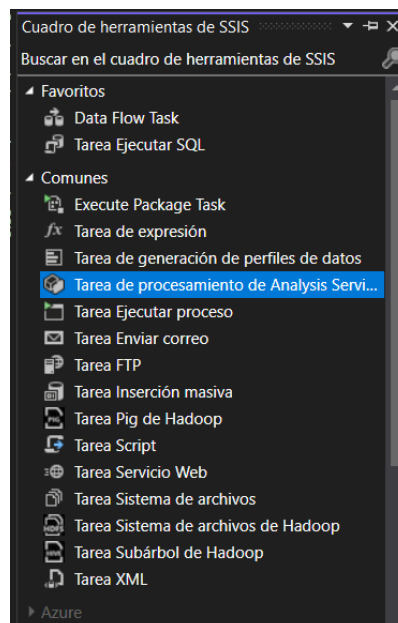 Cuadro de herramientas de SSIS
Buscar en el cuadro de herramientas de SSIS
Favoritos
Data Flow Task
Tarea Ejecutar SQL
Comunes
Execute Package Task
fx Tarea de expresión
Tarea de generación de perfiles de datos
Tarea de procesamiento de Analysis Servi...
Tarea Ejecutar proceso
Tarea Enviar correo
Tarea FTP
Tarea Inserción masiva
PIG Tarea Pig de Hadoop
Tarea Script
Tarea Servicio Web
Tarea Sistema de archivos
HDFS Tarea Sistema de archivos de Hadoop
HIVE Tarea Subárbol de Hadoop
Tarea XML
Azure